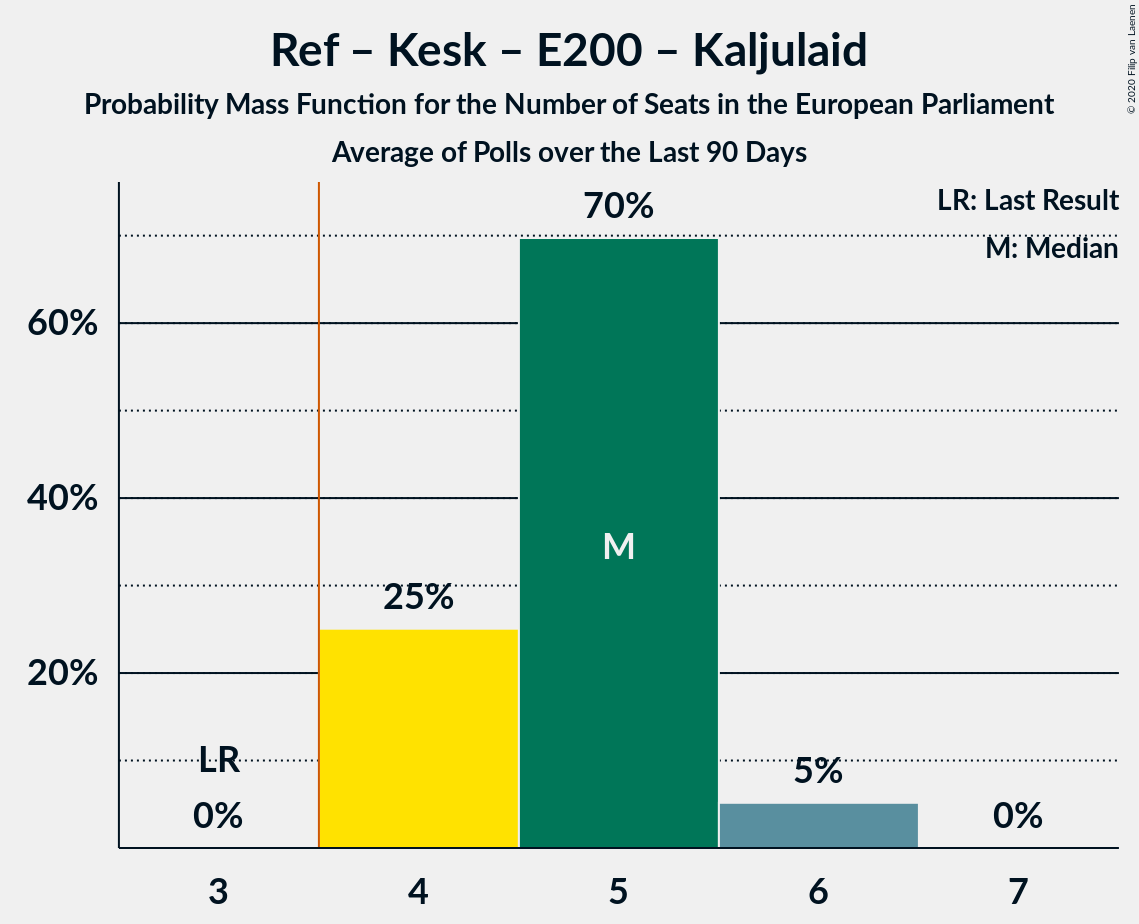 Ref – Kesk – E200 – Kaljulaid
Probability Mass Function for the Number of Seats in the European Parliament
Average of Polls over the Last 90 Days
© 2020 Filip van Laenen
LR: Last Result
M: Median
70%
60%
40%
M
25%
20%
LR
5%
0%
0%
3 4 5 6 7